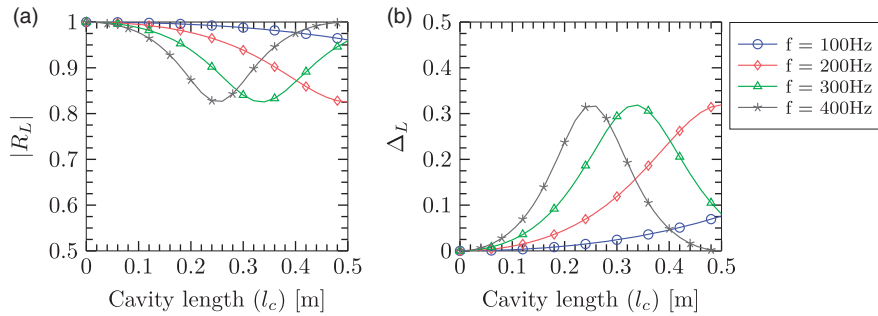 (a)
1
0.9
0.8
0.7
0.6
0.5
|R_L|
0
0.1
0.2
0.3
0.4
0.5
Cavity length (l_c) [m]
(b)
0.5
0.4
0.3
0.2
0.1
0
Δ_L
0
0.1
0.2
0.3
0.4
0.5
Cavity length (l_c) [m]
f = 100Hz
f = 200Hz
f = 300Hz
f = 400Hz